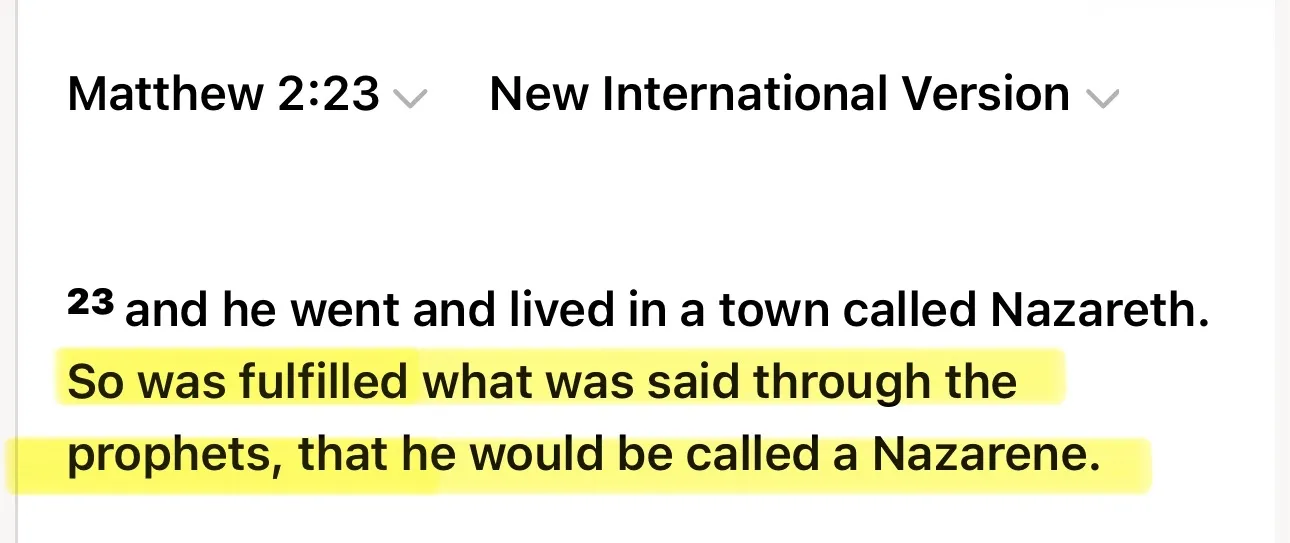 Matthew 2:23 New International Version
23 and he went and lived in a town called Nazareth.
So was fulfilled what was said through the
prophets, that he would be called a Nazarene.